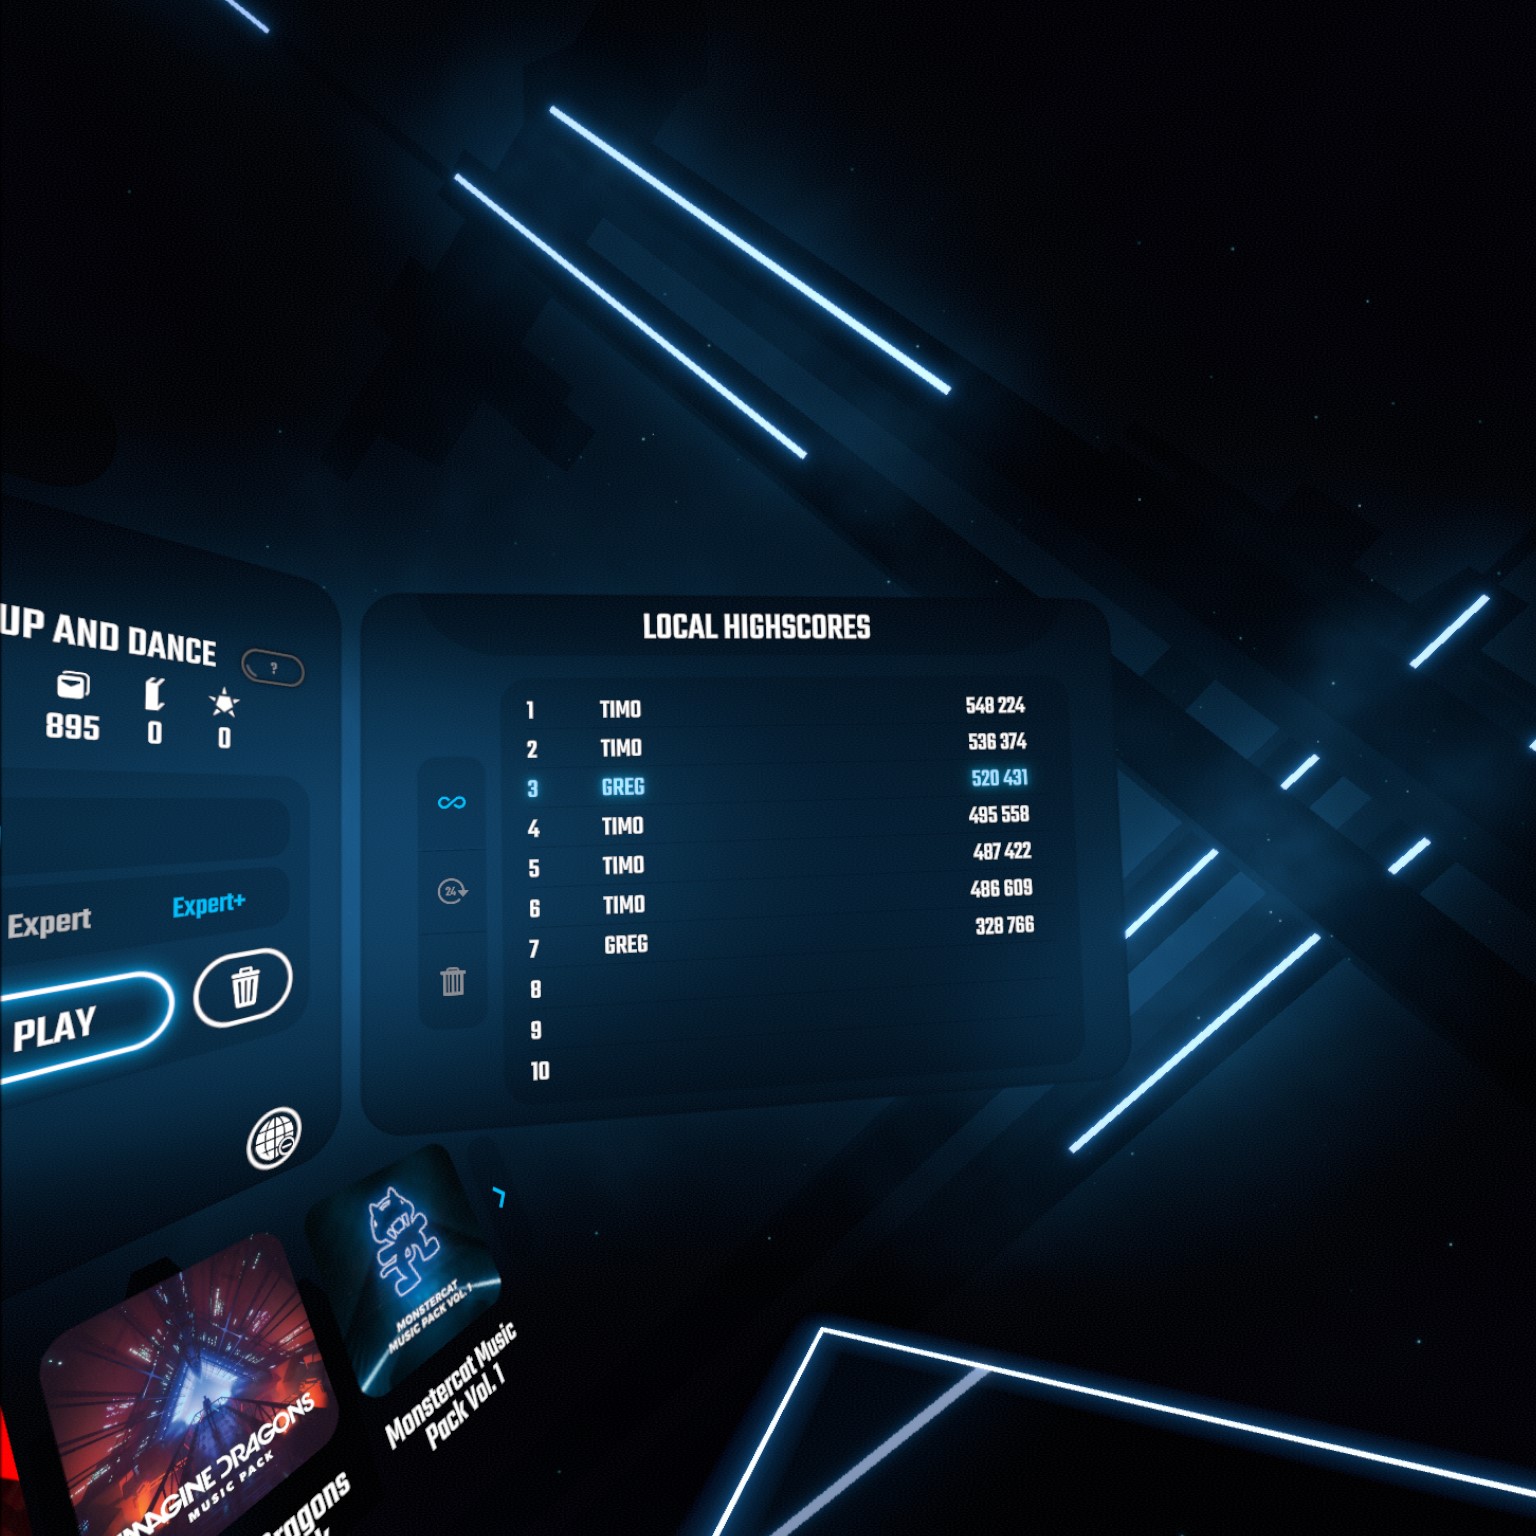 UP AND DANCE
?
895 0 0
Expert Expert+
PLAY
LOCAL HIGHSCORES
24
1 TIMO 548 224
2 TIMO 536 374
3 GREG 520 431
4 TIMO 495 558
5 TIMO 487 422
6 TIMO 486 609
7 GREG 328 766
8
9
10
MONSTERCAT
MUSIC PACK VOL. 1
Monstercat Music
Pack Vol. 1
IMAGINE DRAGONS
MUSIC PACK
Dragons